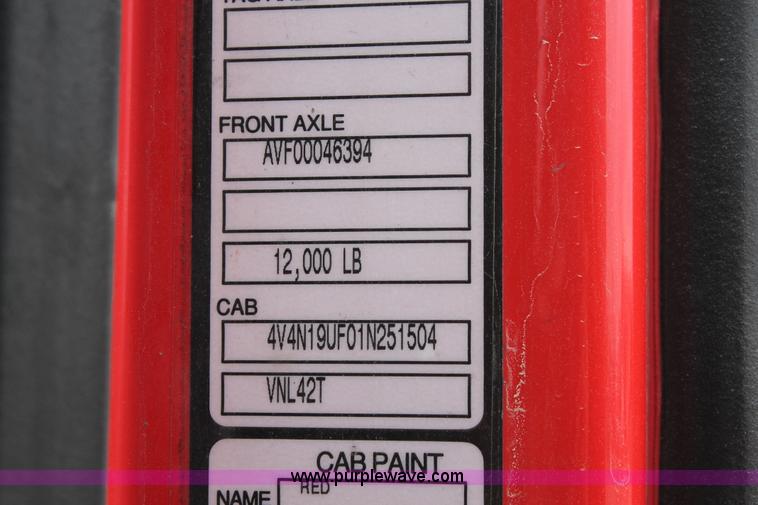 FRONT AXLE
AVF00046394
12,000 LB
CAB
4V4N19UF01N251504
VNL42T
CAB PAINT
www.purplewave.com
NAME RED